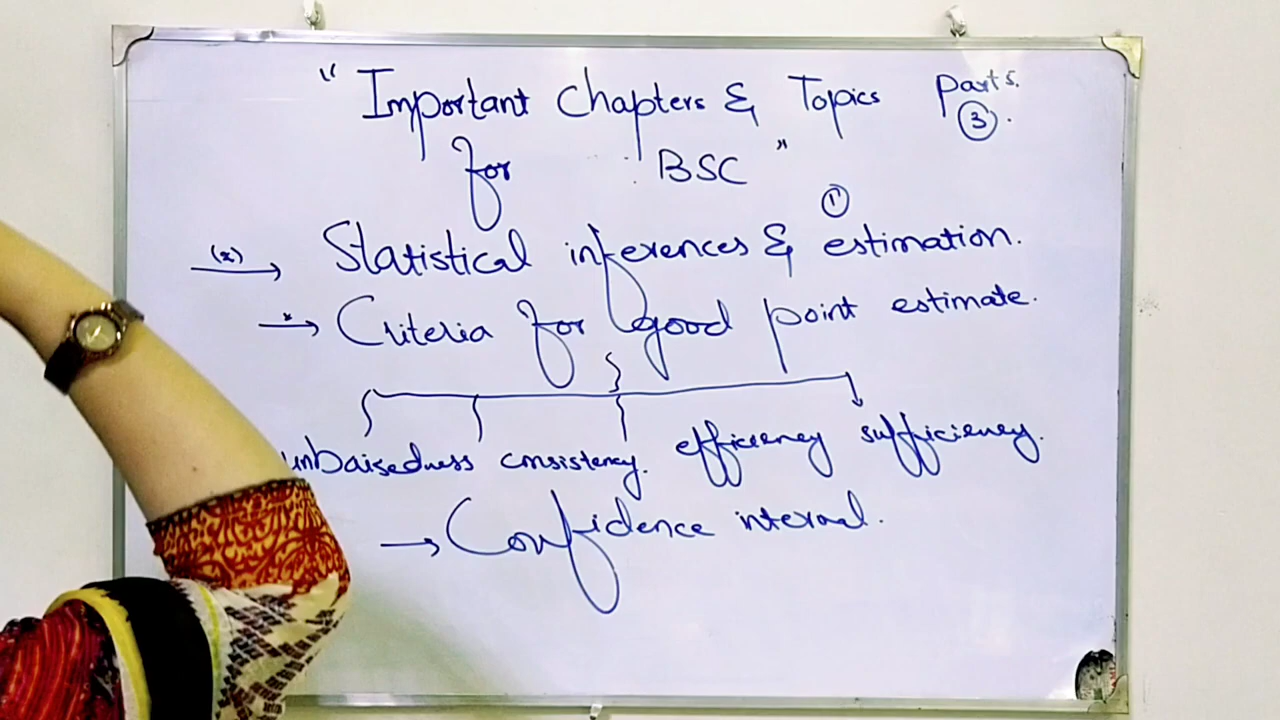 " Important Chapters & Topics Parts.
for BSC " 3.
1
(x) Statistical inferences & estimation.
* Criteria for good point estimate.
unbaisedness consistency. efficiency sufficiency.
→ Confidence interval.